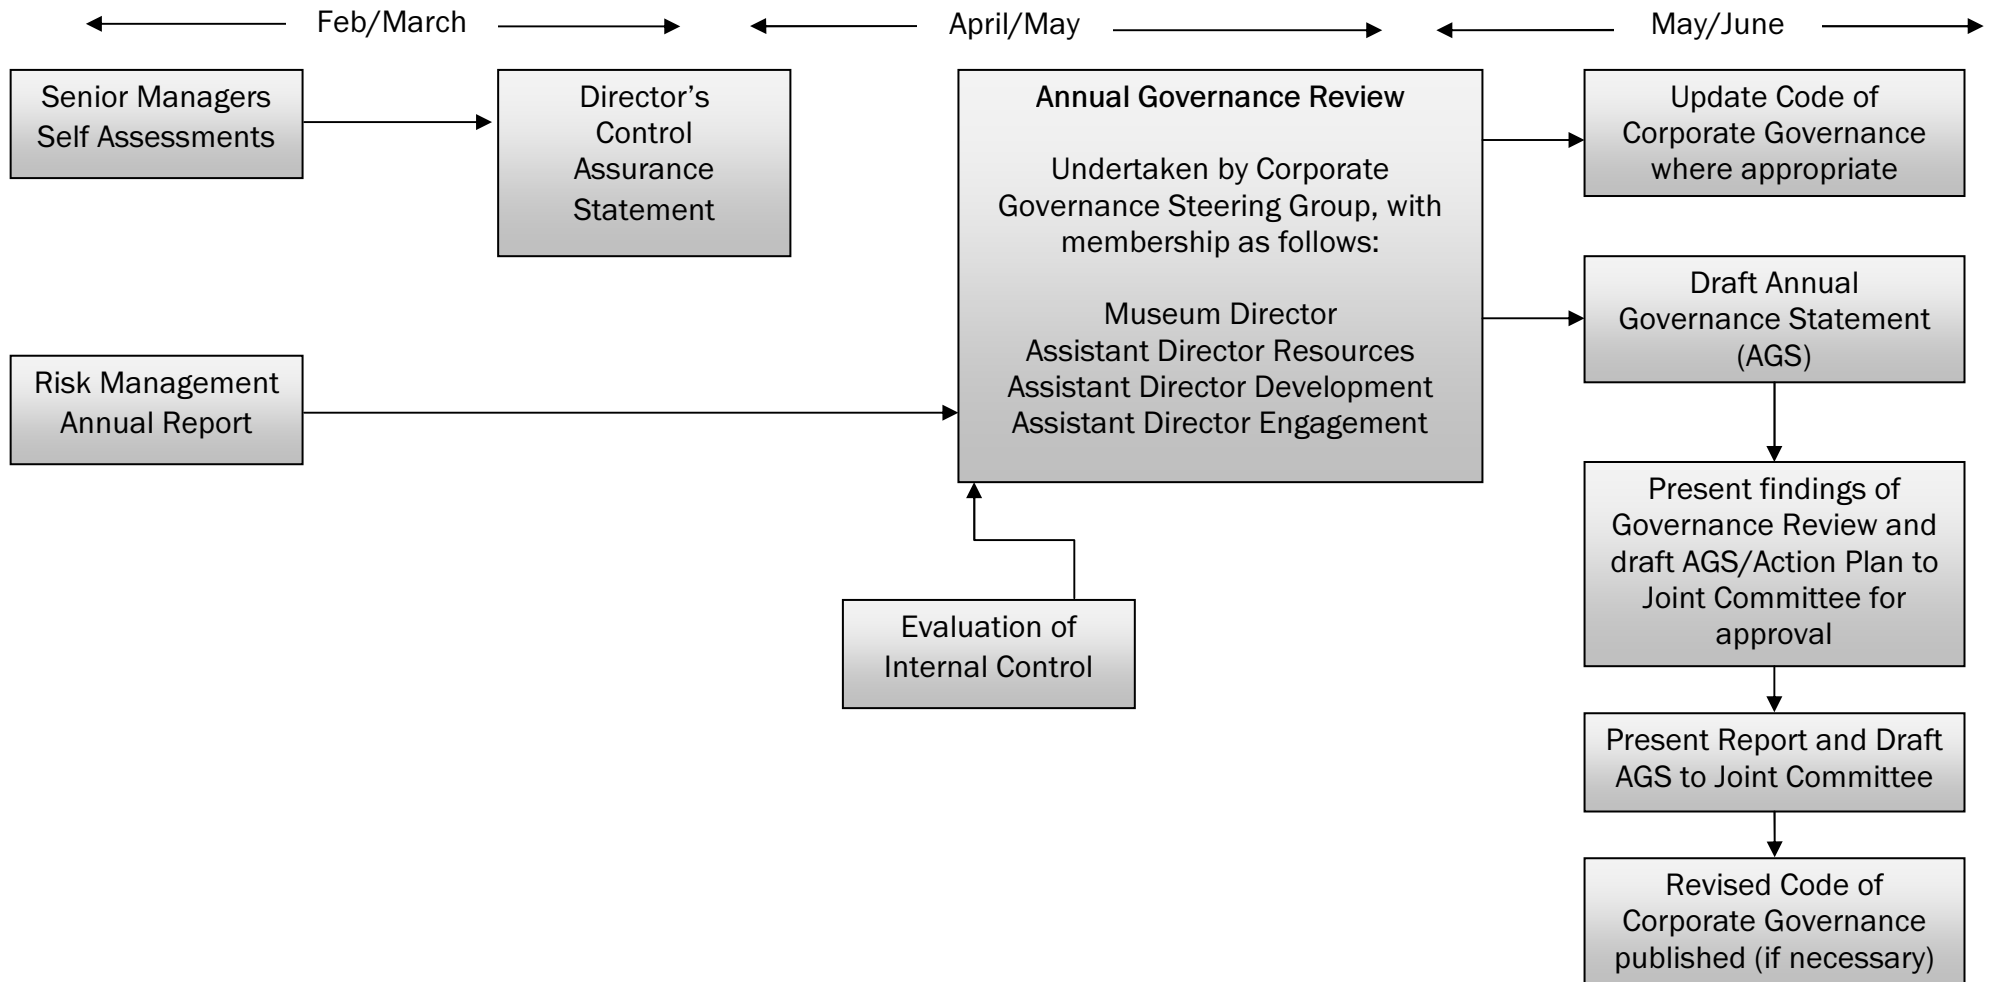 Feb/March
April/May
May/June
Senior Managers
Self Assessments
Director’s
Control
Assurance
Statement
Annual Governance Review
Undertaken by Corporate
Governance Steering Group, with
membership as follows:
Museum Director
Assistant Director Resources
Assistant Director Development
Assistant Director Engagement
Update Code of
Corporate Governance
where appropriate
Draft Annual
Governance Statement
(AGS)
Risk Management
Annual Report
Present findings of
Governance Review and
draft AGS/Action Plan to
Joint Committee for
approval
Evaluation of
Internal Control
Present Report and Draft
AGS to Joint Committee
Revised Code of
Corporate Governance
published (if necessary)